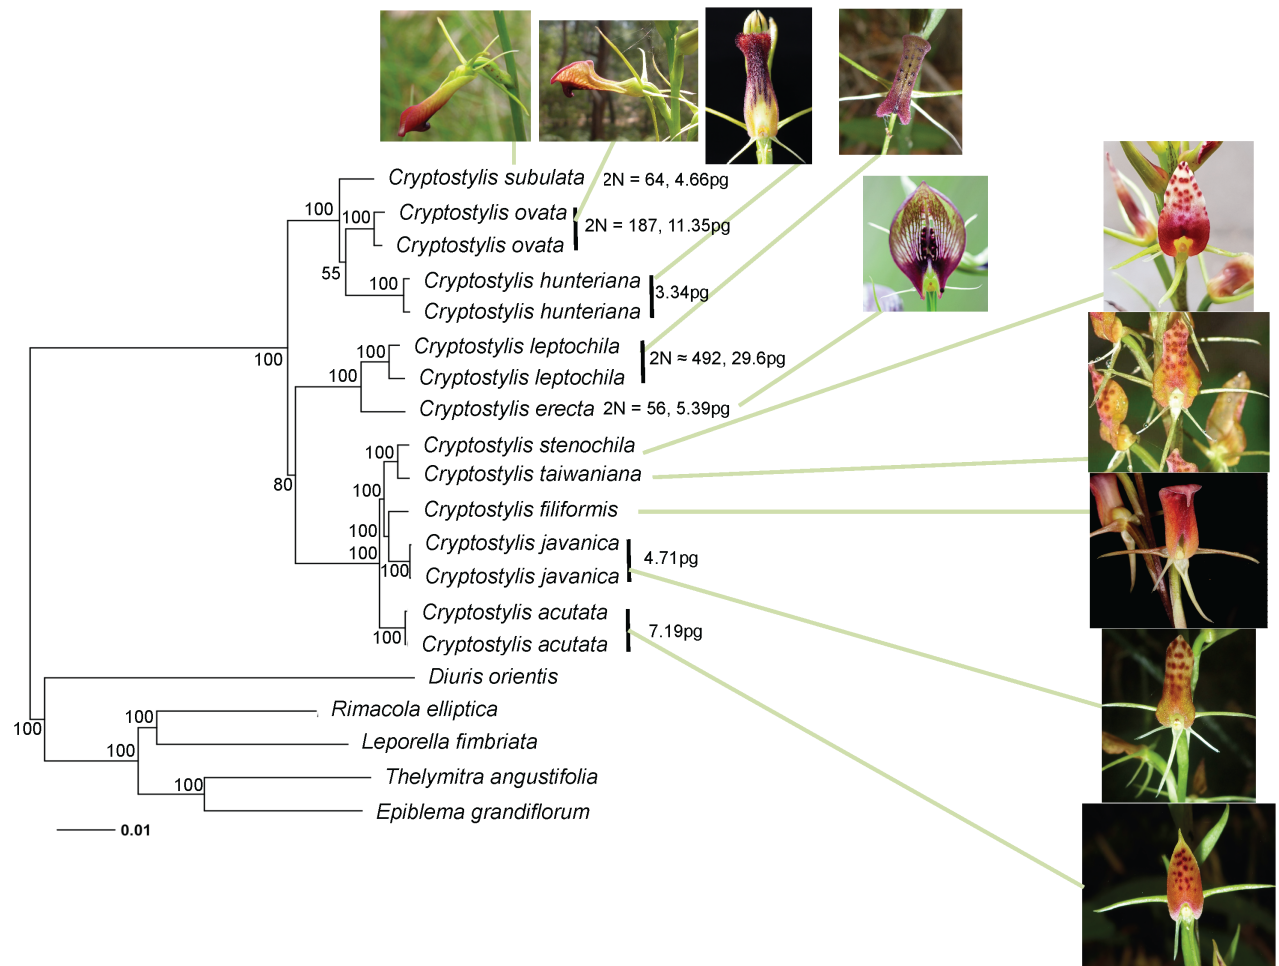 Cryptostylis subulata 2N = 64, 4.66pg
100
100
Cryptostylis ovata
2N = 187, 11.35pg
Cryptostylis ovata
55
100
Cryptostylis hunteriana
3.34pg
Cryptostylis hunteriana
100
100
Cryptostylis leptochila
2N ≈ 492, 29.6pg
100
Cryptostylis leptochila
Cryptostylis erecta 2N = 56, 5.39pg
80
100
Cryptostylis stenochila
Cryptostylis taiwaniana
100
Cryptostylis filiformis
100
100
Cryptostylis javanica
4.71pg
100
Cryptostylis javanica
Cryptostylis acutata
7.19pg
100
Cryptostylis acutata
Diuris orientis
100
Rimacola elliptica
100
100
Leporella fimbriata
100
Thelymitra angustifolia
Epiblema grandiflorum
0.01